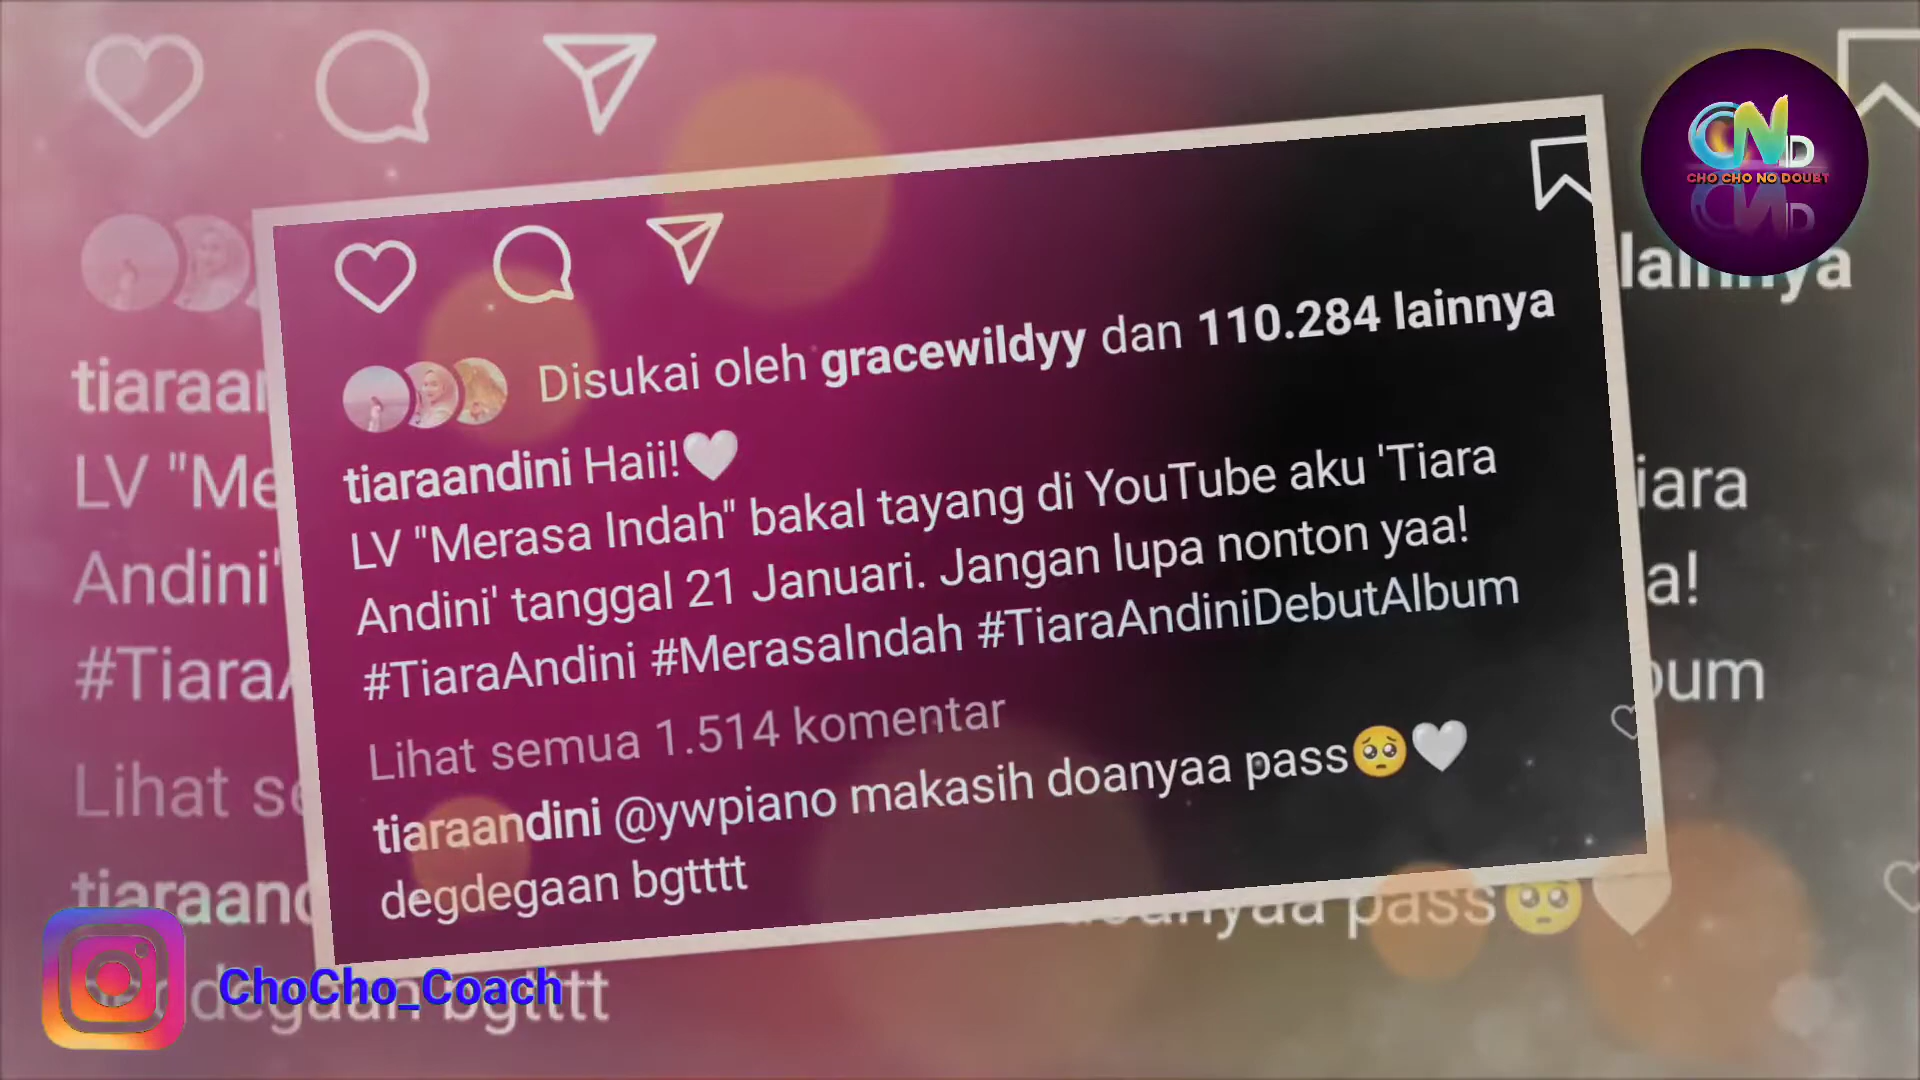 CND
CHO CHO NO DOUBT
Disukai oleh gracewildyy dan 110.284 lainnya
tiaraandini Haii!🤍
LV "Merasa Indah" bakal tayang di YouTube aku 'Tiara
Andini' tanggal 21 Januari. Jangan lupa nonton yaa!
#TiaraAndini #MerasaIndah #TiaraAndiniDebutAlbum
Lihat semua 1.514 komentar
tiaraandini @ywpiano makasih doanyaa pass🥺🤍
degdegaan bgtttt
ChoCho_Coach